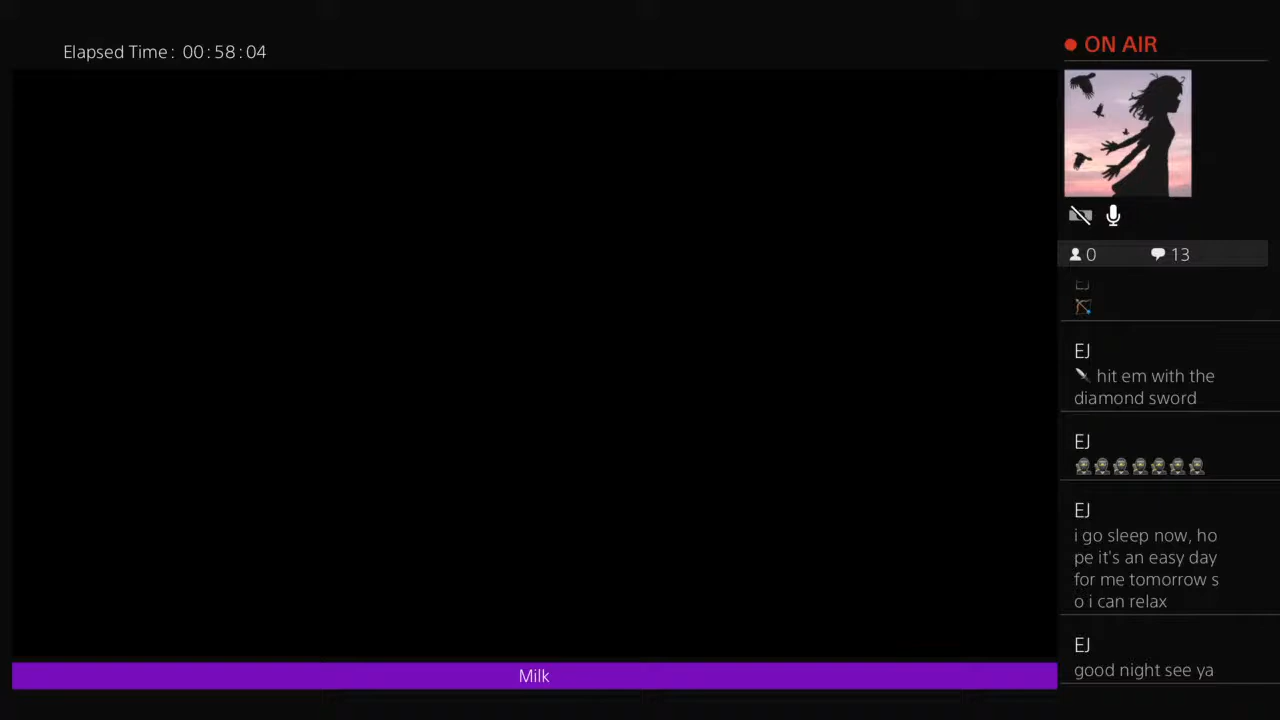 Elapsed Time: 00:58:04
ON AIR
0 13
EJ
EJ
hit em with the
diamond sword
EJ
EJ
i go sleep now, ho
pe it's an easy day
for me tomorrow s
o i can relax
EJ
good night see ya
Milk